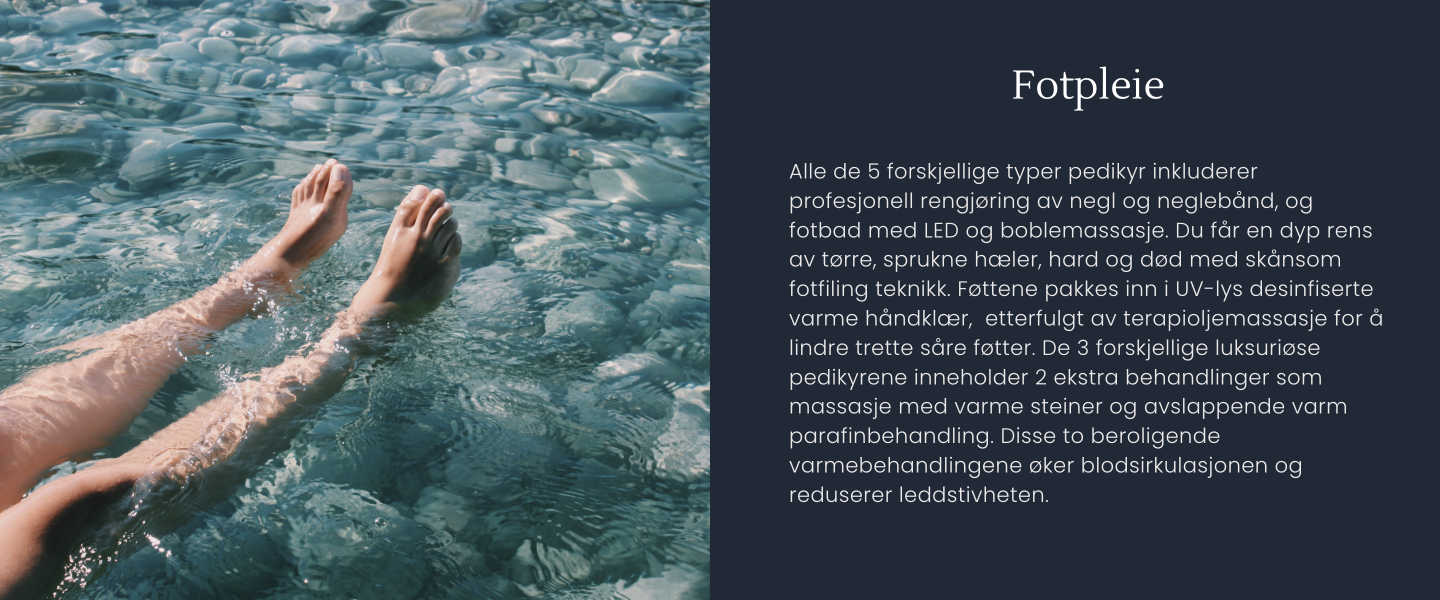 Fotpleie
Alle de 5 forskjellige typer pedikyr inkluderer
profesjonell rengjøring av negl og neglebånd, og
fotbad med LED og boblemassasje. Du får en dyp rens
av tørre, sprukne hæler, hard og død med skånsom
fotfiling teknikk. Føttene pakkes inn i UV-lys desinfiserte
varme håndklær,  etterfulgt av terapioljemassasje for å
lindre trette såre føtter. De 3 forskjellige luksuriøse
pedikyrene inneholder 2 ekstra behandlinger som
massasje med varme steiner og avslappende varm
parafinbehandling. Disse to beroligende
varmebehandlingene øker blodsirkulasjonen og
reduserer leddstivheten.